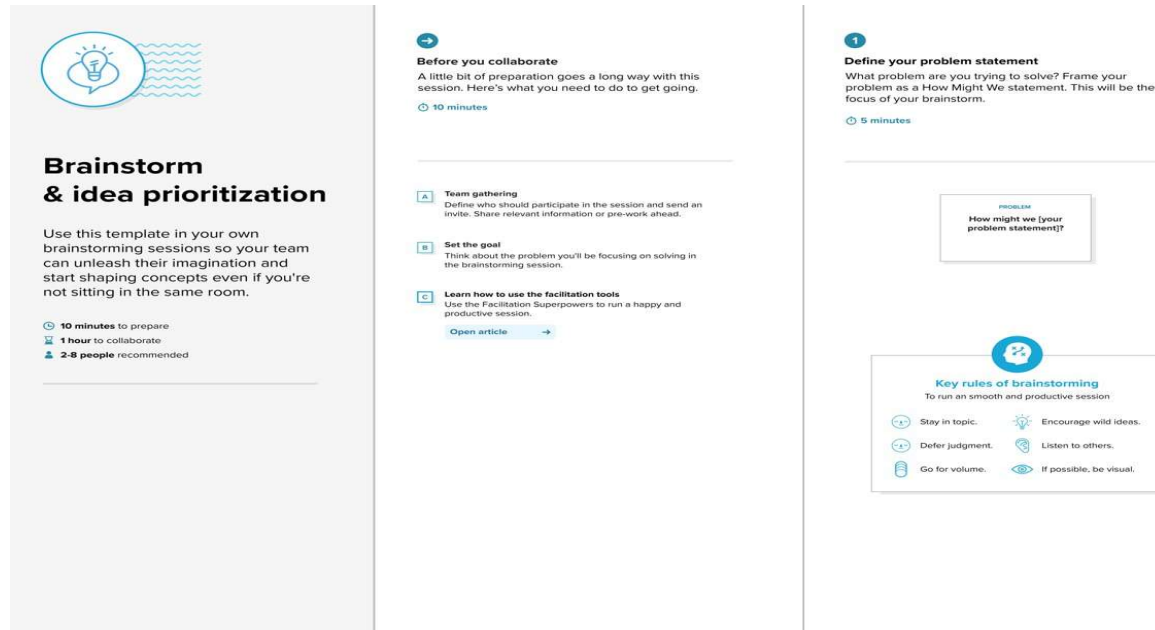 Brainstorm
& idea prioritization
Use this template in your own
brainstorming sessions so your team
can unleash their imagination and
start shaping concepts even if you're
not sitting in the same room.
10 minutes to prepare
1 hour to collaborate
2-8 people recommended
Before you collaborate
A little bit of preparation goes a long way with this
session. Here's what you need to do to get going.
10 minutes
A
Team gathering
Define who should participate in the session and send an
invite. Share relevant information or pre-work ahead.
B
Set the goal
Think about the problem you'll be focusing on solving in
the brainstorming session.
C
Learn how to use the facilitation tools
Use the Facilitation Superpowers to run a happy and
productive session.
Open article
1
Define your problem statement
What problem are you trying to solve? Frame your
problem as a How Might We statement. This will be the
focus of your brainstorm.
5 minutes
PROBLEM
How might we [your
problem statement]?
Key rules of brainstorming
To run an smooth and productive session
Stay in topic.
Encourage wild ideas.
Defer judgment.
Listen to others.
Go for volume.
If possible, be visual.